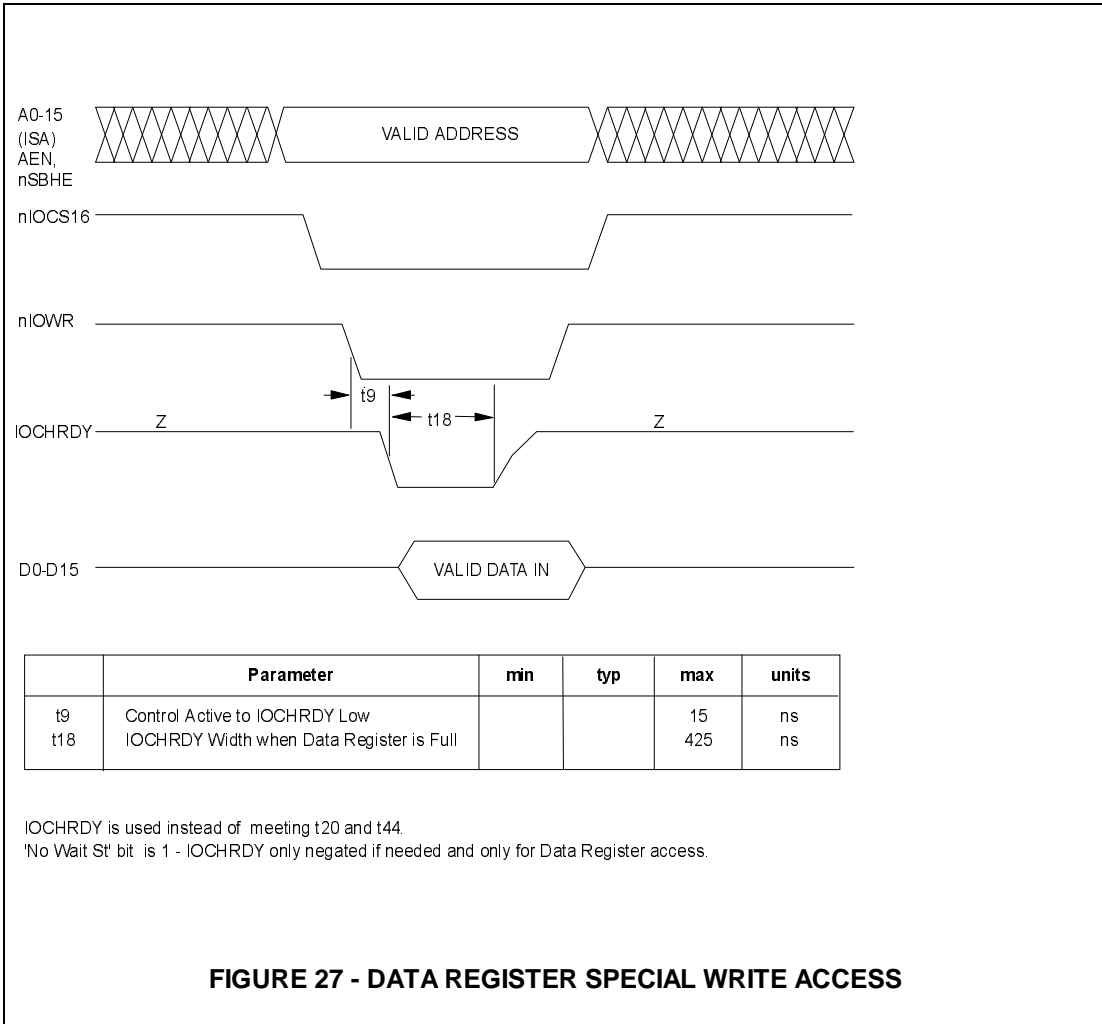 A0-15
(ISA)
AEN,
nSBHE
VALID ADDRESS
nIOCS16
nIOWR
t9
t18
IOCHRDY
Z
Z
D0-D15
VALID DATA IN
Parameter min typ max units
t9 Control Active to IOCHRDY Low 15 ns
t18 IOCHRDY Width when Data Register is Full 425 ns
IOCHRDY is used instead of meeting t20 and t44.
'No Wait St' bit is 1 - IOCHRDY only negated if needed and only for Data Register access.
FIGURE 27 - DATA REGISTER SPECIAL WRITE ACCESS